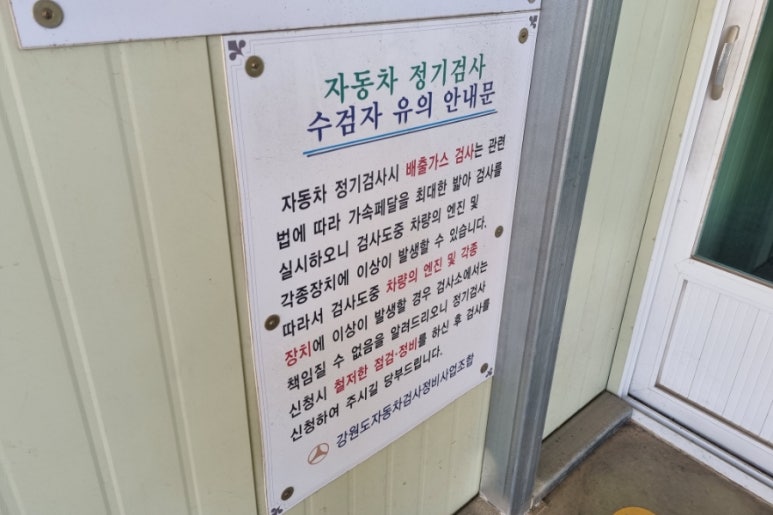 자동차 정기검사
수검자 유의 안내문
자동차 정기검사시 배출가스 검사는 관련
법에 따라 가속페달을 최대한 밟아 검사를
실시하오니 검사도중 차량의 엔진 및
각종장치에 이상이 발생할 수 있습니다.
따라서 검사도중 차량의 엔진 및 각종
장치에 이상이 발생할 경우 검사소에서는
책임질 수 없음을 알려드리오니 정기검사
신청시 철저한 점검·정비를 하신 후 검사를
신청하여 주시길 당부드립니다.
강원도자동차검사정비사업조합